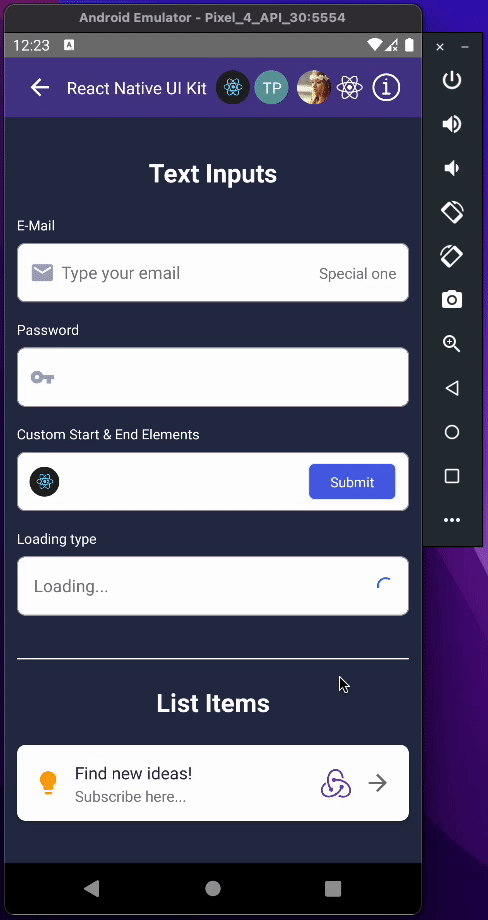 Android Emulator - Pixel_4_API_30:5554
12:23 A
React Native UI Kit TP
Text Inputs
E-Mail
Type your email Special one
Password
Custom Start & End Elements
Submit
Loading type
Loading...
List Items
Find new ideas!
Subscribe here...